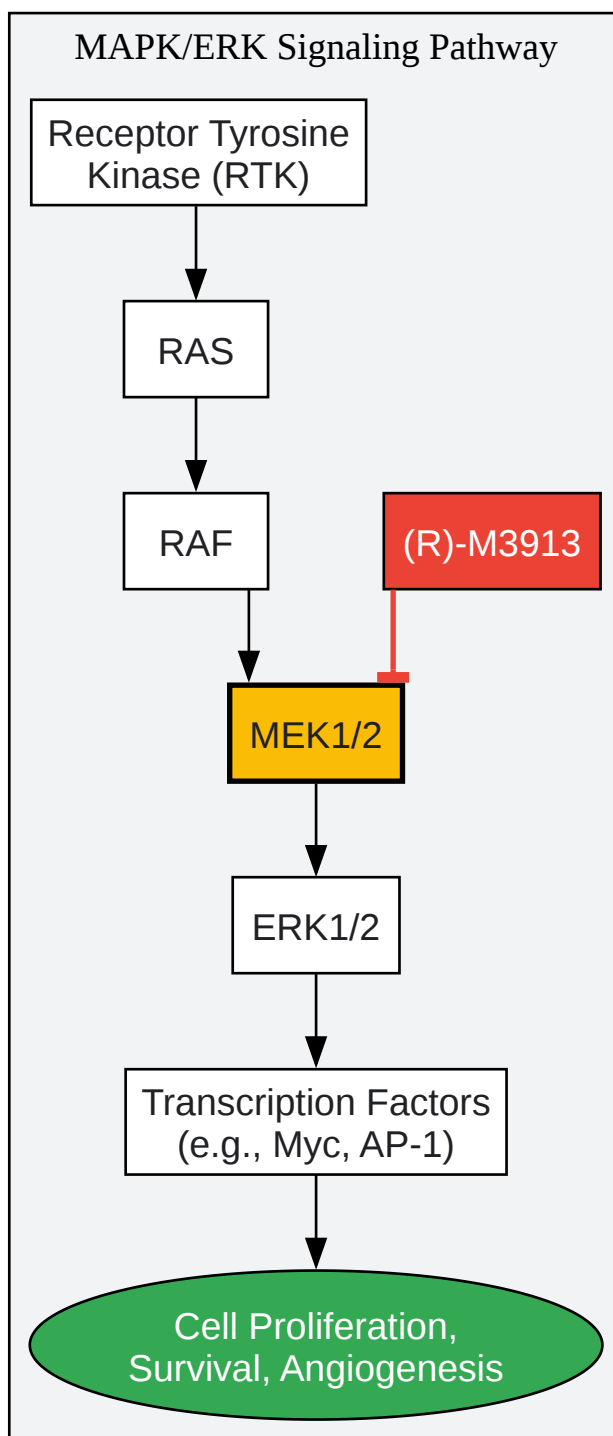 MAPK/ERK Signaling Pathway
Receptor Tyrosine
Kinase (RTK)
RAS
RAF
(R)-M3913
MEK1/2
ERK1/2
Transcription Factors
(e.g., Myc, AP-1)
Cell Proliferation,
Survival, Angiogenesis